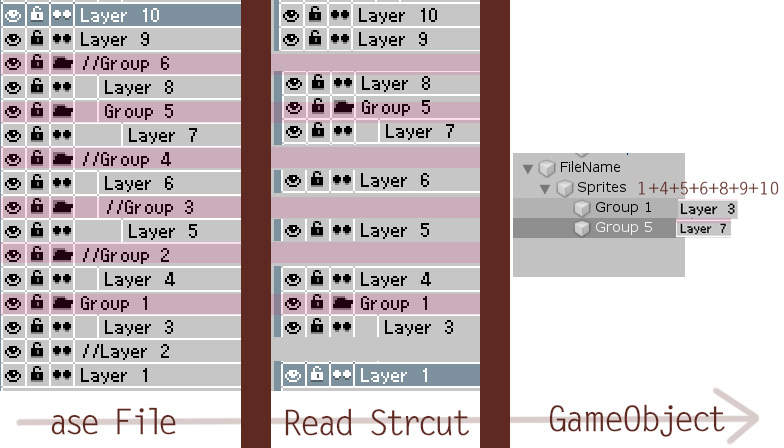 Layer 10
Layer 9
//Group 6
Layer 8
Group 5
Layer 7
//Group 4
Layer 6
//Group 3
Layer 5
//Group 2
Layer 4
Group 1
Layer 3
//Layer 2
Layer 1
ase File
Layer 10
Layer 9
Layer 8
Group 5
Layer 7
Layer 6
Layer 5
Layer 4
Group 1
Layer 3
Layer 1
Read Strcut
FileName
Sprites 1+4+5+6+8+9+10
Group 1 Layer 3
Group 5 Layer 7
GameObject